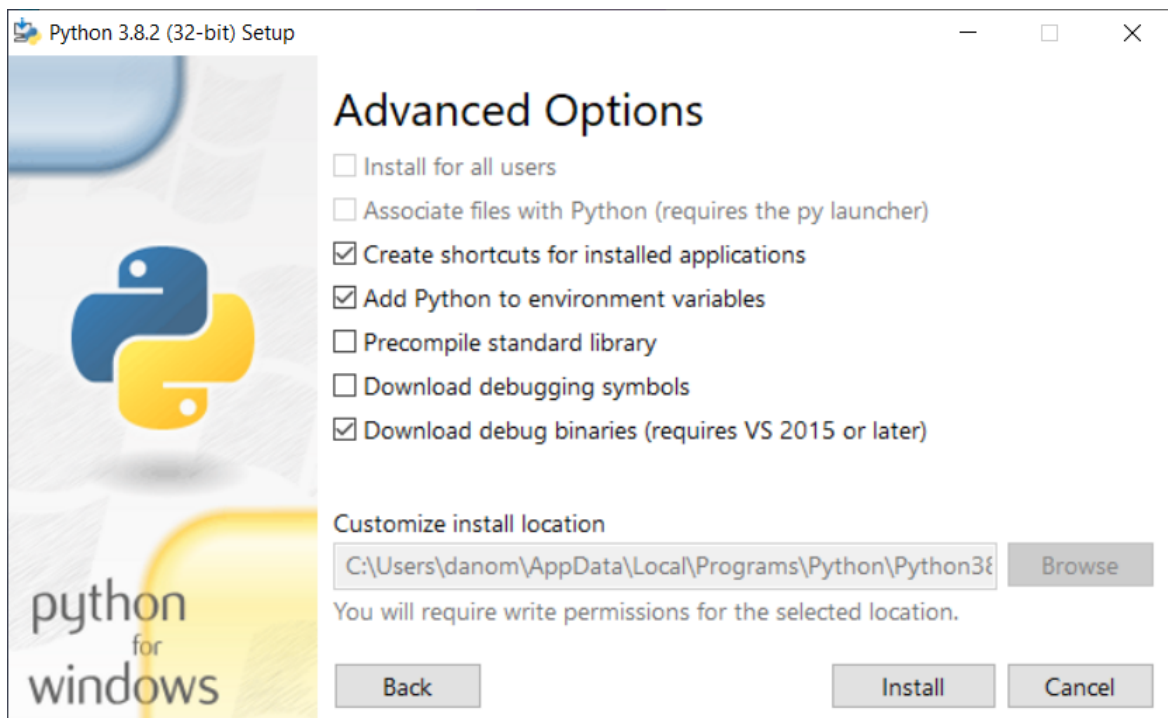 Python 3.8.2 (32-bit) Setup
Advanced Options
Install for all users
Associate files with Python (requires the py launcher)
Create shortcuts for installed applications
Add Python to environment variables
Precompile standard library
Download debugging symbols
Download debug binaries (requires VS 2015 or later)
Customize install location
C:\Users\danom\AppData\Local\Programs\Python\Python38
Browse
You will require write permissions for the selected location.
python
for
windows
Back
Install
Cancel